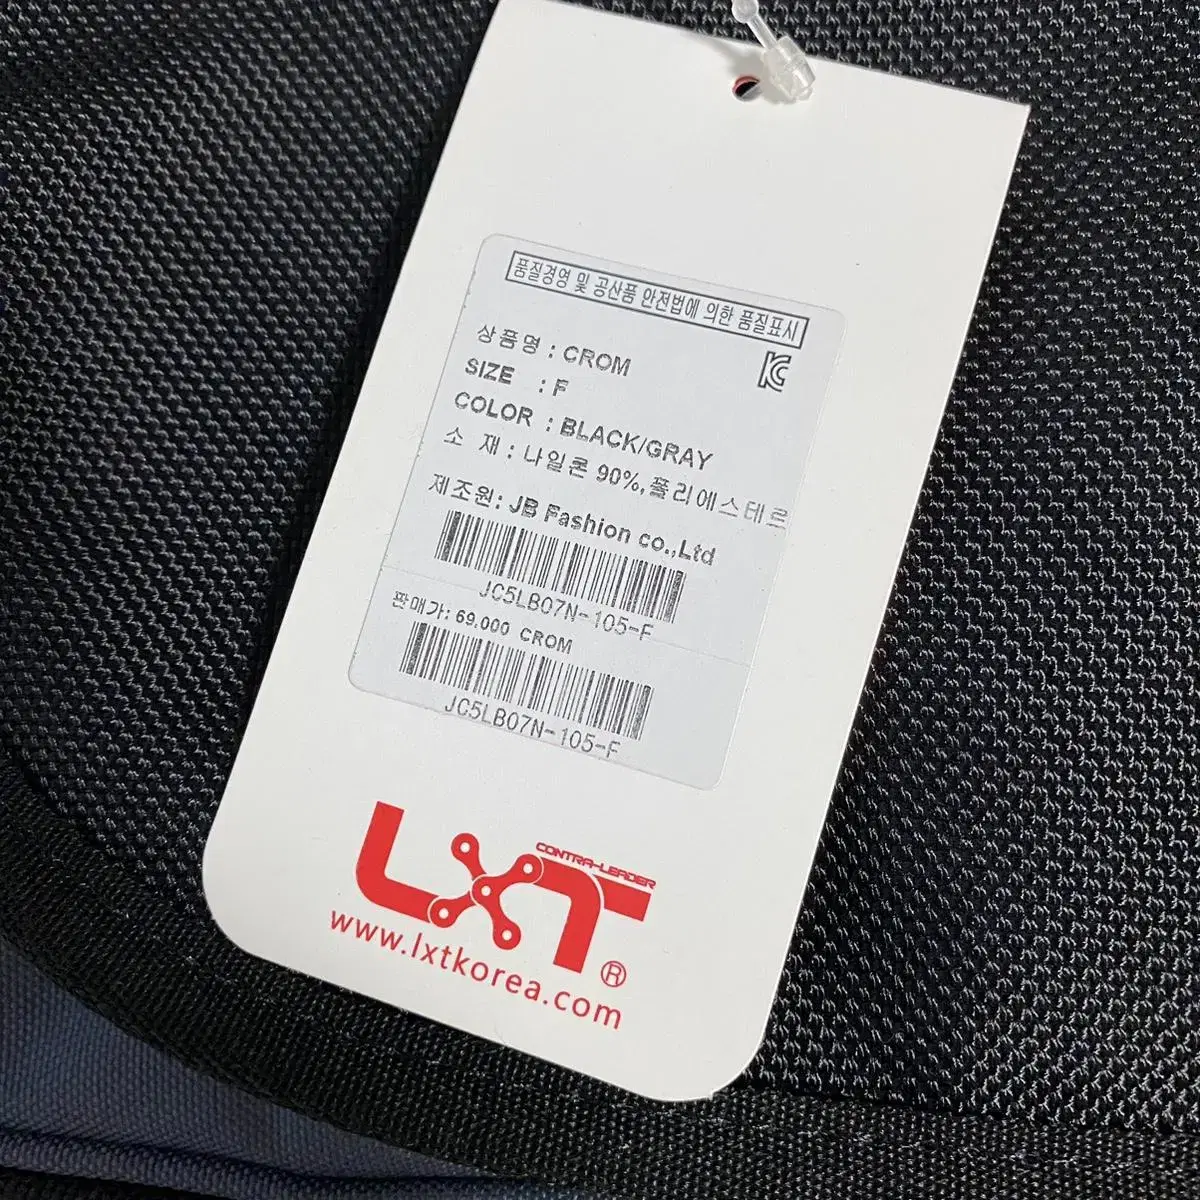 품질경영 및 공산품 안전법에 의한 품질표시
상품명 : CROM
SIZE : F
COLOR : BLACK/GRAY
소 재 : 나일론 90%,폴리에스테르
제조원: JB Fashion co.,Ltd
JC5LB07N-105-F
판매가: 69,000 CROM
JC5LB07N-105-F
CONTRA-LEADER
LXT ®
www.lxtkorea.com